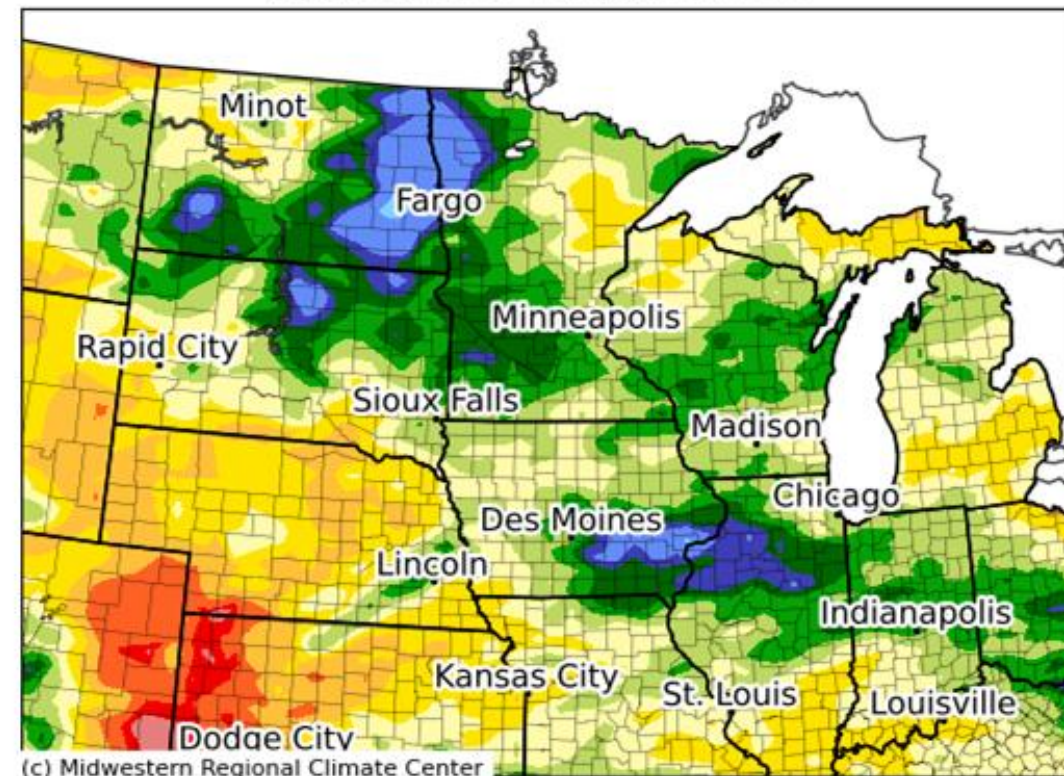 Minot
Fargo
Minneapolis
Rapid City
Sioux Falls
Madison
Chicago
Des Moines
Lincoln
Indianapolis
Kansas City
St. Louis
Louisville
Dodge City
(c) Midwestern Regional Climate Center